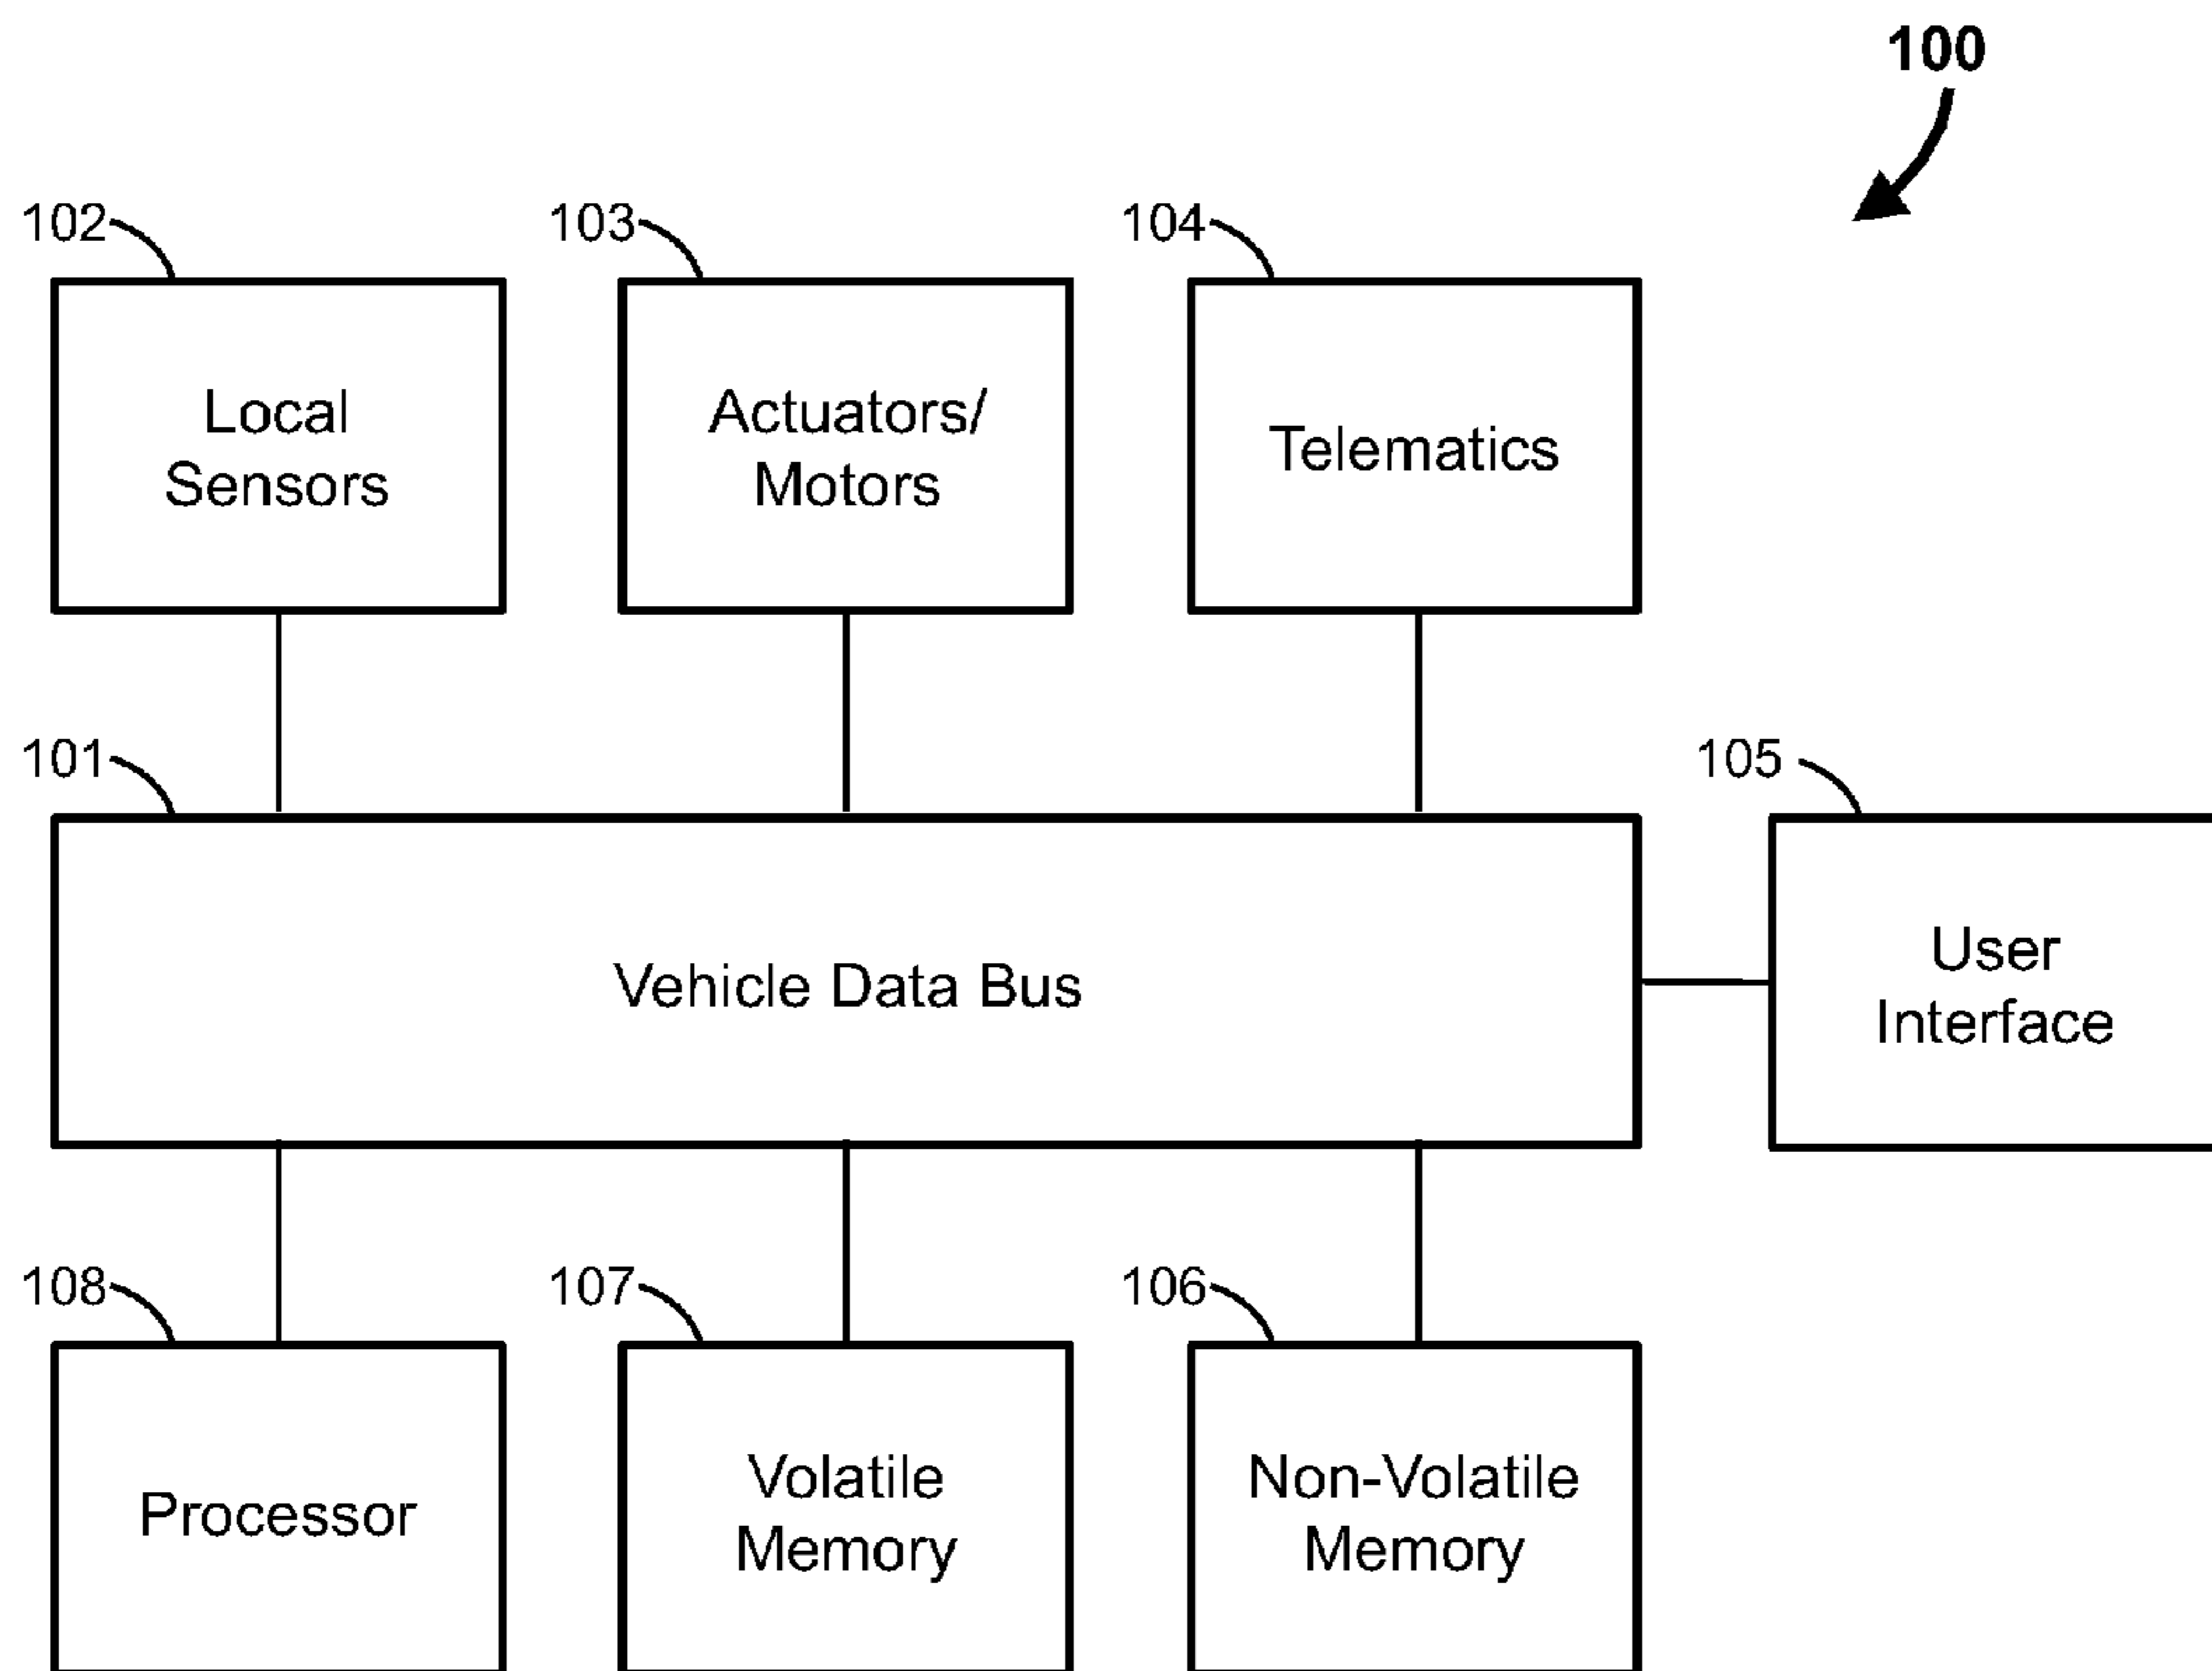 100
102
103
104
Local
Sensors
Actuators/
Motors
Telematics
101
105
Vehicle Data Bus
User
Interface
108
107
106
Processor
Volatile
Memory
Non-Volatile
Memory